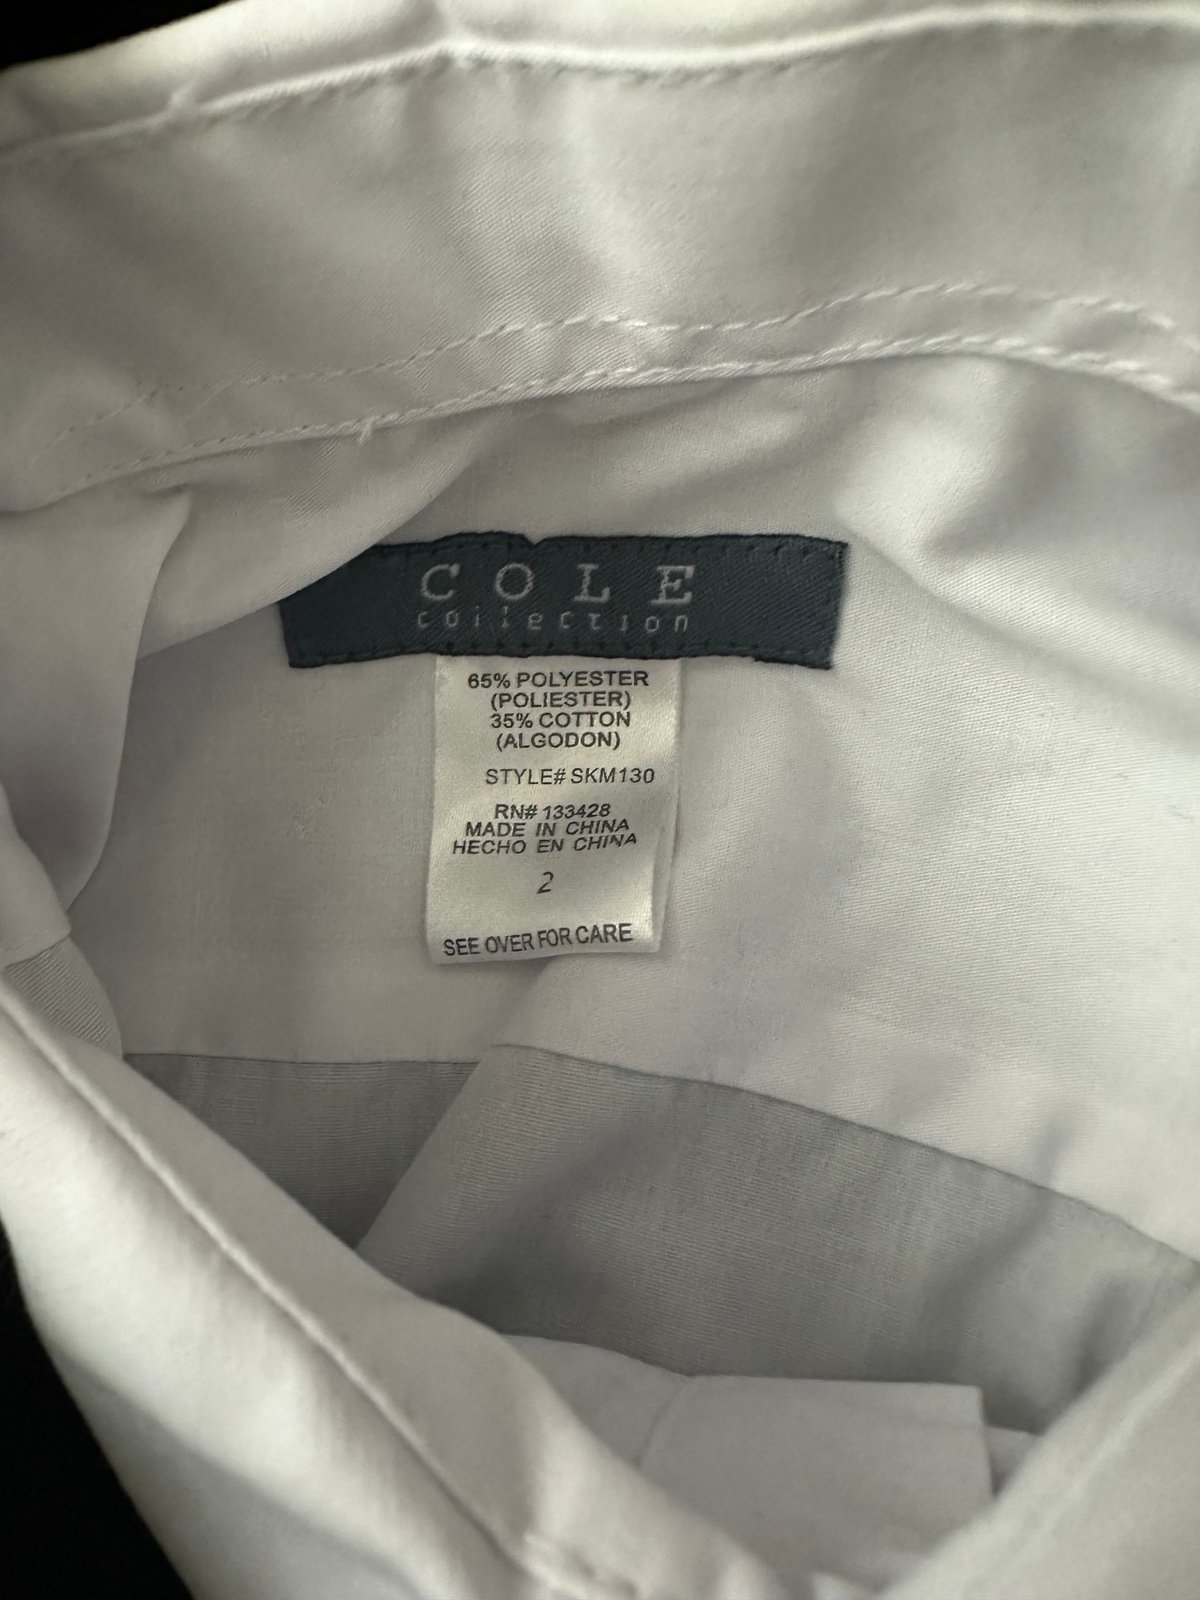 COLE
collection
65% POLYESTER
(POLIESTER)
35% COTTON
(ALGODON)
STYLE# SKM130
RN# 133428
MADE IN CHINA
HECHO EN CHINA
2
SEE OVER FOR CARE